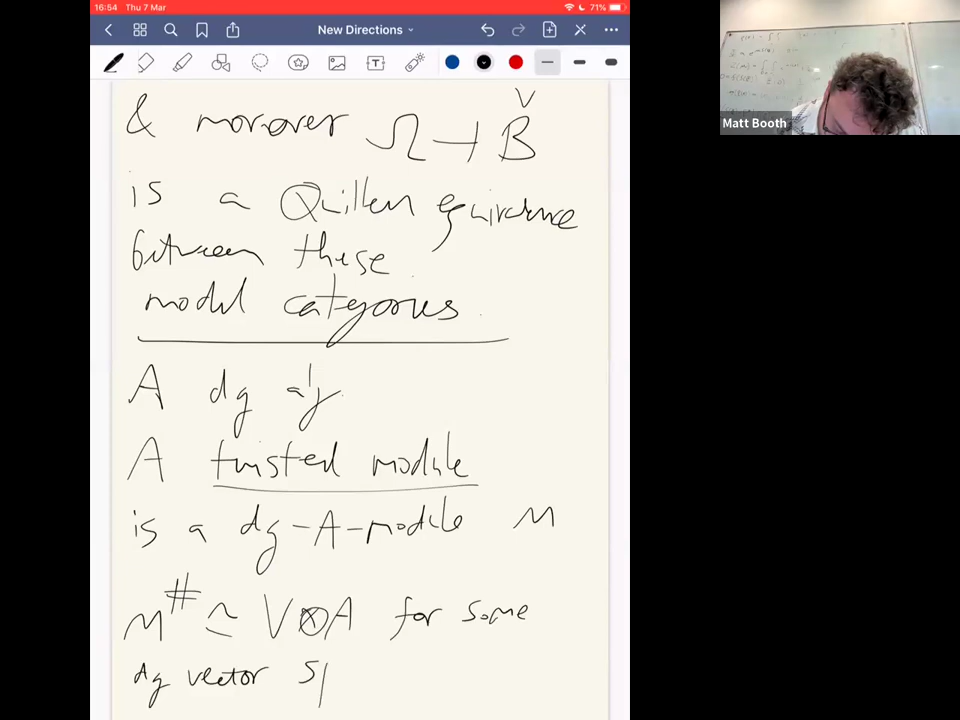 16:54 Thu 7 Mar
71%
New Directions
T
& moreover Ω ⊣ B̌
is a Quillen equivalence
between these
model categories.
A dg alg.
A twisted module
is a dg-A-module M
M# ≃ V⊗A for some
dg vector sp
Matt Booth